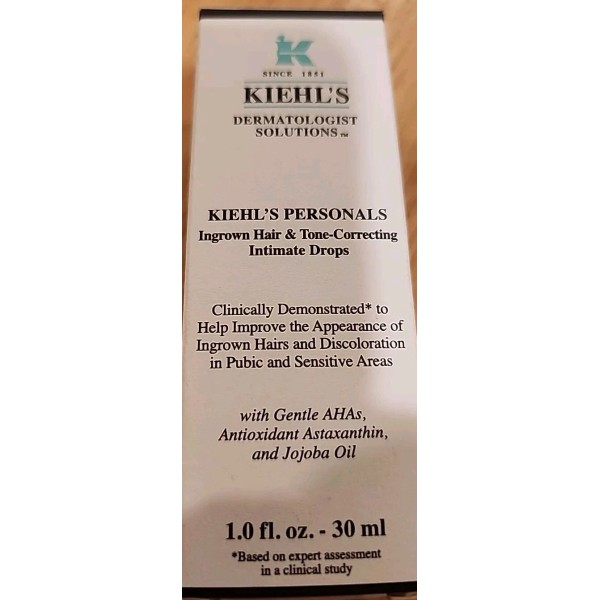 K
SINCE 1851
KIEHL'S
DERMATOLOGIST
SOLUTIONS™
KIEHL'S PERSONALS
Ingrown Hair & Tone-Correcting
Intimate Drops
Clinically Demonstrated* to
Help Improve the Appearance of
Ingrown Hairs and Discoloration
in Pubic and Sensitive Areas
with Gentle AHAs,
Antioxidant Astaxanthin,
and Jojoba Oil
1.0 fl. oz. - 30 ml
*Based on expert assessment
in a clinical study